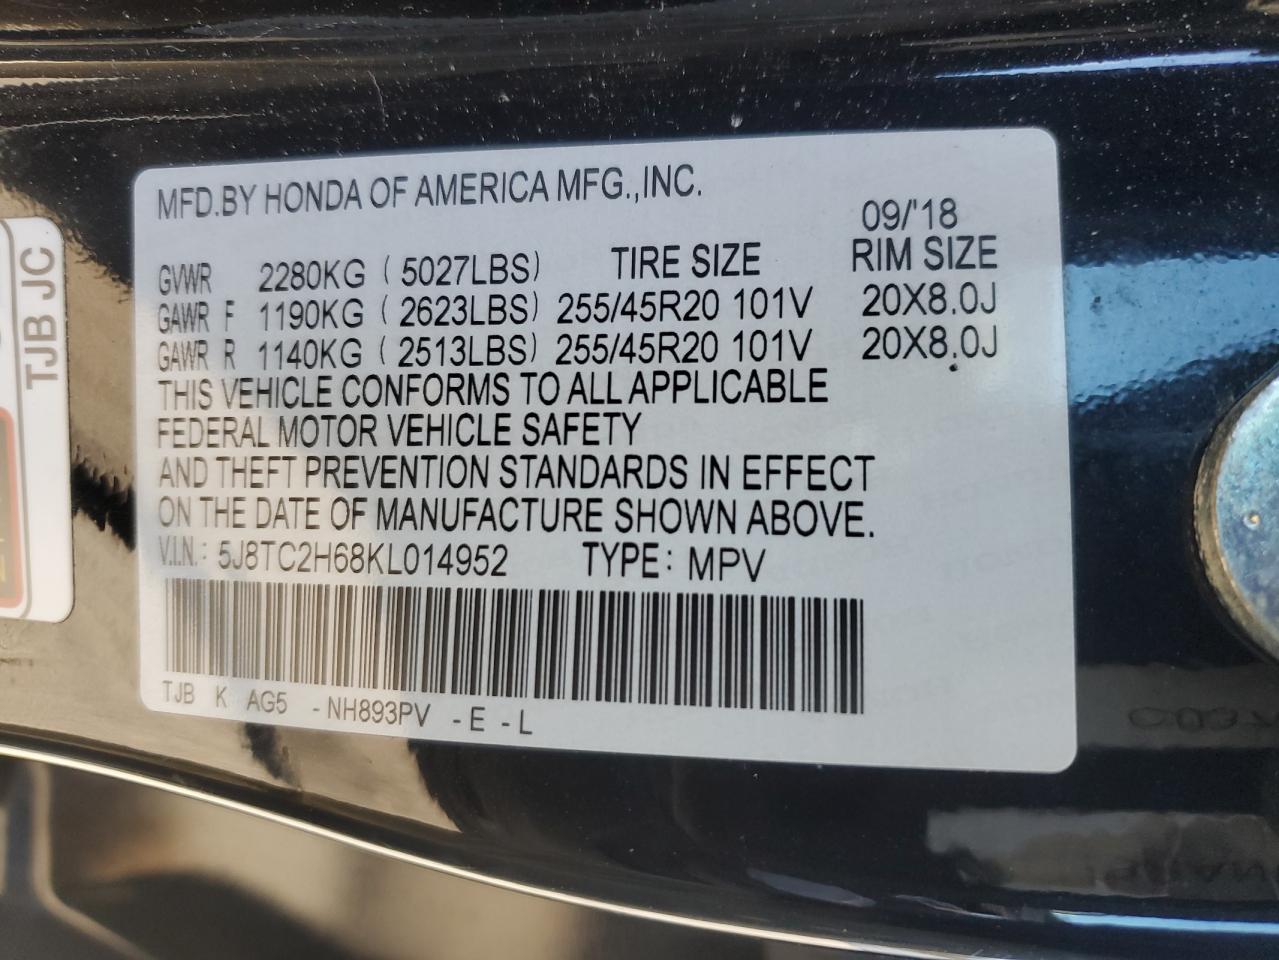 MFD.BY HONDA OF AMERICA MFG.,INC.
09/'18
GVWR 2280KG ( 5027LBS) TIRE SIZE RIM SIZE
GAWR F 1190KG ( 2623LBS) 255/45R20 101V 20X8.0J
GAWR R 1140KG ( 2513LBS) 255/45R20 101V 20X8.0J
THIS VEHICLE CONFORMS TO ALL APPLICABLE
FEDERAL MOTOR VEHICLE SAFETY
AND THEFT PREVENTION STANDARDS IN EFFECT
ON THE DATE OF MANUFACTURE SHOWN ABOVE.
V.I.N.: 5J8TC2H68KL014952 TYPE: MPV
TJB K AG5 -NH893PV -E -L
TJB JC